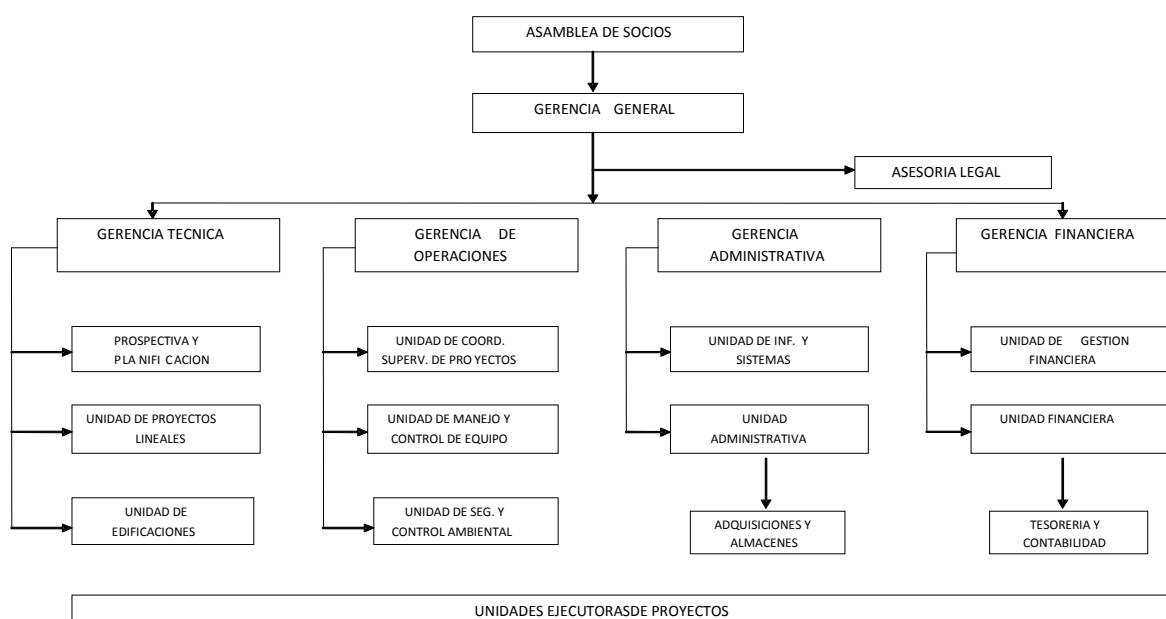 ASAMBLEA DE SOCIOS
GERENCIA GENERAL
ASESORIA LEGAL
GERENCIA TECNICA
GERENCIA DE
OPERACIONES
GERENCIA
ADMINISTRATIVA
GERENCIA FINANCIERA
PROSPECTIVA Y
PLA NIFI CACION
UNIDAD DE COORD.
SUPERV. DE PRO YECTOS
UNIDAD DE INF. Y
SISTEMAS
UNIDAD DE GESTION
FINANCIERA
UNIDAD DE PROYECTOS
LINEALES
UNIDAD DE MANEJO Y
CONTROL DE EQUIPO
UNIDAD
ADMINISTRATIVA
UNIDAD FINANCIERA
UNIDAD DE
EDIFICACIONES
UNIDAD DE SEG. Y
CONTROL AMBIENTAL
ADQUISICIONES Y
ALMACENES
TESORERIA Y
CONTABILIDAD
UNIDADES EJECUTORASDE PROYECTOS